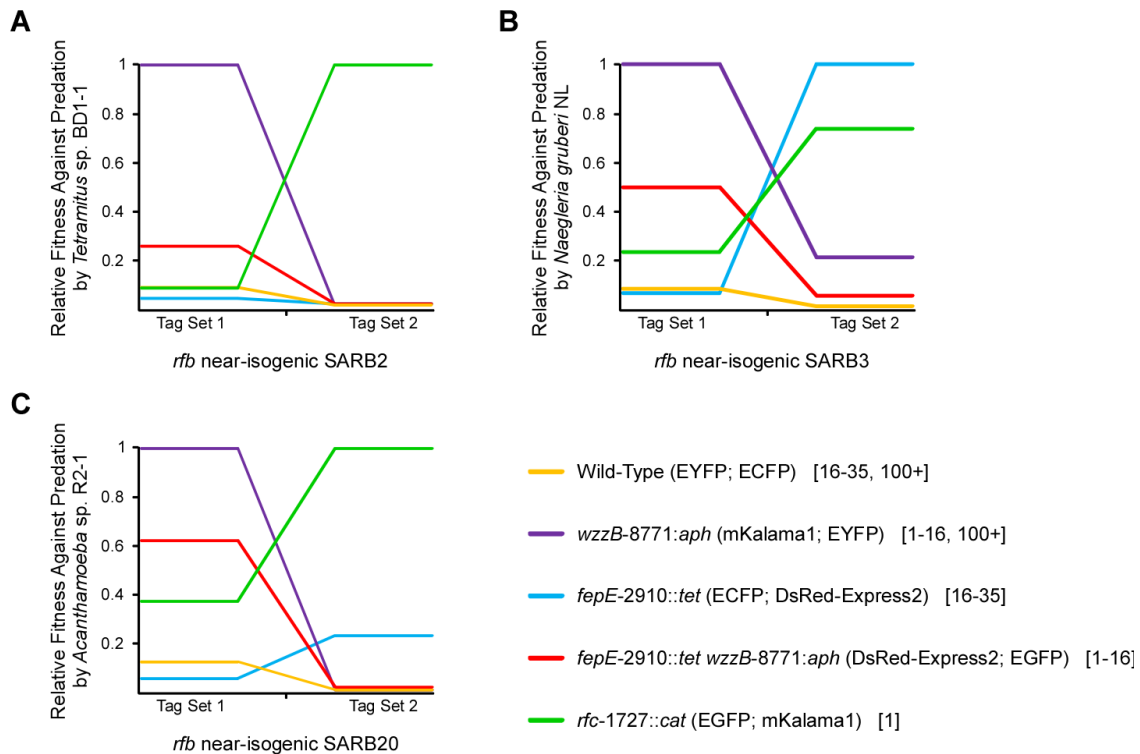 A
Relative Fitness Against Predation
by Tetramitus sp. BD1-1
1
0.8
0.6
0.4
0.2
Tag Set 1
Tag Set 2
rfb near-isogenic SARB2
B
Relative Fitness Against Predation
by Naegleria gruberi NL
1
0.8
0.6
0.4
0.2
Tag Set 1
Tag Set 2
rfb near-isogenic SARB3
C
Relative Fitness Against Predation
by Acanthamoeba sp. R2-1
1
0.8
0.6
0.4
0.2
Tag Set 1
Tag Set 2
rfb near-isogenic SARB20
Wild-Type (EYFP; ECFP) [16-35, 100+]
wzzB-8771:aph (mKalama1; EYFP) [1-16, 100+]
fepE-2910::tet (ECFP; DsRed-Express2) [16-35]
fepE-2910::tet wzzB-8771:aph (DsRed-Express2; EGFP) [1-16]
rfc-1727::cat (EGFP; mKalama1) [1]